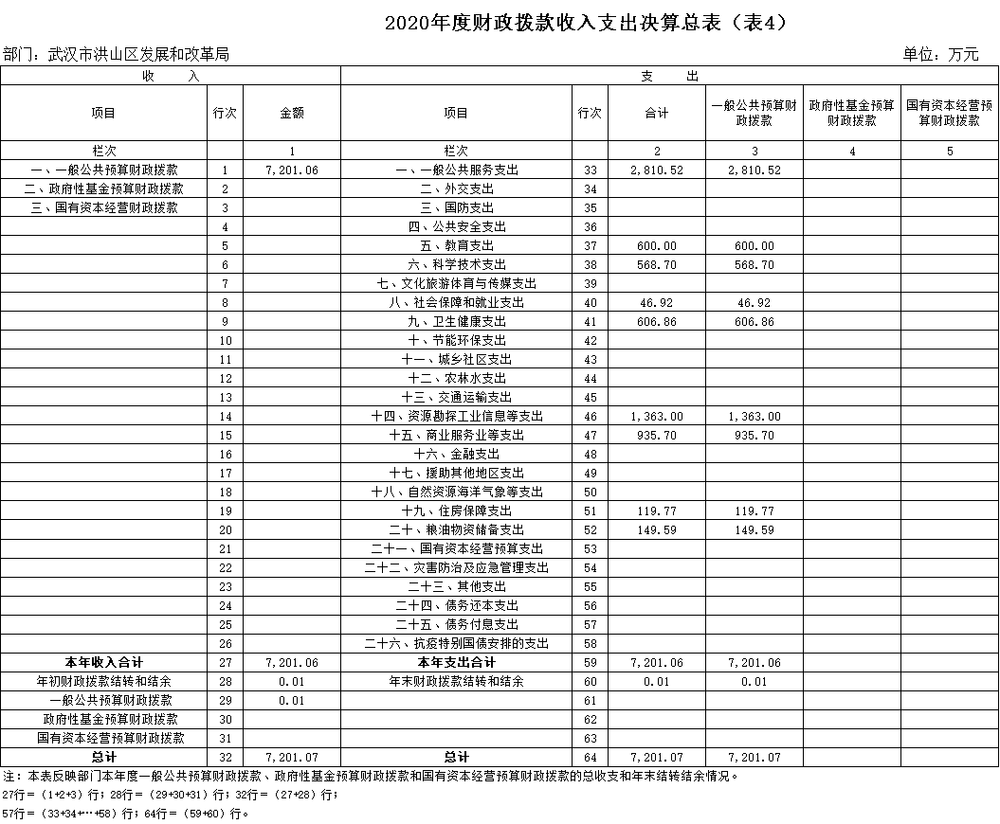 2020年度财政拨款收入支出决算总表（表4）
部门：武汉市洪山区发展和改革局 单位：万元
收 入 支 出
项目 行次 金额 项目 行次 合计 一般公共预算财政拨款 政府性基金预算财政拨款 国有资本经营预算财政拨款
栏次 1 栏次 2 3 4 5
一、一般公共预算财政拨款 1 7,201.06 一、一般公共服务支出 33 2,810.52 2,810.52
二、政府性基金预算财政拨款 2 二、外交支出 34
三、国有资本经营财政拨款 3 三、国防支出 35
4 四、公共安全支出 36
5 五、教育支出 37 600.00 600.00
6 六、科学技术支出 38 568.70 568.70
7 七、文化旅游体育与传媒支出 39
8 八、社会保障和就业支出 40 46.92 46.92
9 九、卫生健康支出 41 606.86 606.86
10 十、节能环保支出 42
11 十一、城乡社区支出 43
12 十二、农林水支出 44
13 十三、交通运输支出 45
14 十四、资源勘探工业信息等支出 46 1,363.00 1,363.00
15 十五、商业服务业等支出 47 935.70 935.70
16 十六、金融支出 48
17 十七、援助其他地区支出 49
18 十八、自然资源海洋气象等支出 50
19 十九、住房保障支出 51 119.77 119.77
20 二十、粮油物资储备支出 52 149.59 149.59
21 二十一、国有资本经营预算支出 53
22 二十二、灾害防治及应急管理支出 54
23 二十三、其他支出 55
24 二十四、债务还本支出 56
25 二十五、债务付息支出 57
26 二十六、抗疫特别国债安排的支出 58
本年收入合计 27 7,201.06 本年支出合计 59 7,201.06 7,201.06
年初财政拨款结转和结余 28 0.01 年末财政拨款结转和结余 60 0.01 0.01
一般公共预算财政拨款 29 0.01 61
政府性基金预算财政拨款 30 62
国有资本经营预算财政拨款 31 63
总计 32 7,201.07 总计 64 7,201.07 7,201.07
注：本表反映部门本年度一般公共预算财政拨款、政府性基金预算财政拨款和国有资本经营预算财政拨款的总收支和年末结转结余情况。
27行＝（1+2+3）行；28行＝（29+30+31）行；32行＝（27+28）行；
57行＝（33+34+…+58）行；64行＝（59+60）行。